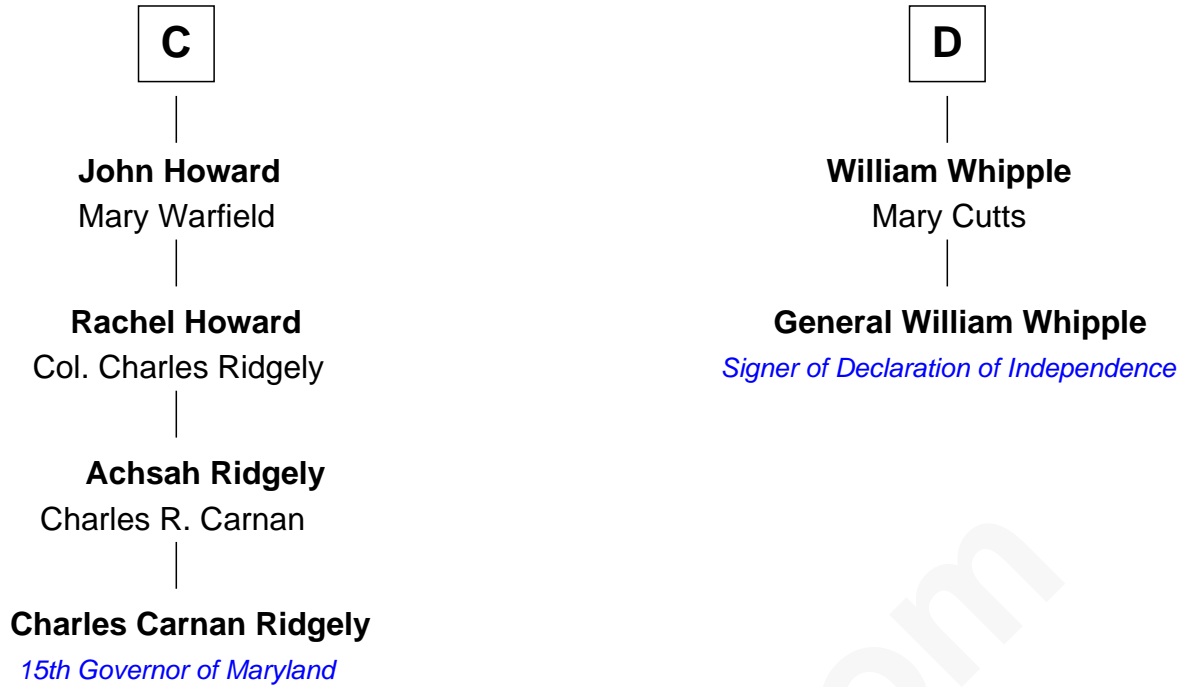 C
John Howard
Mary Warfield
Rachel Howard
Col. Charles Ridgely
Achsah Ridgely
Charles R. Carnan
Charles Carnan Ridgely
15th Governor of Maryland
D
William Whipple
Mary Cutts
General William Whipple
Signer of Declaration of Independence
om